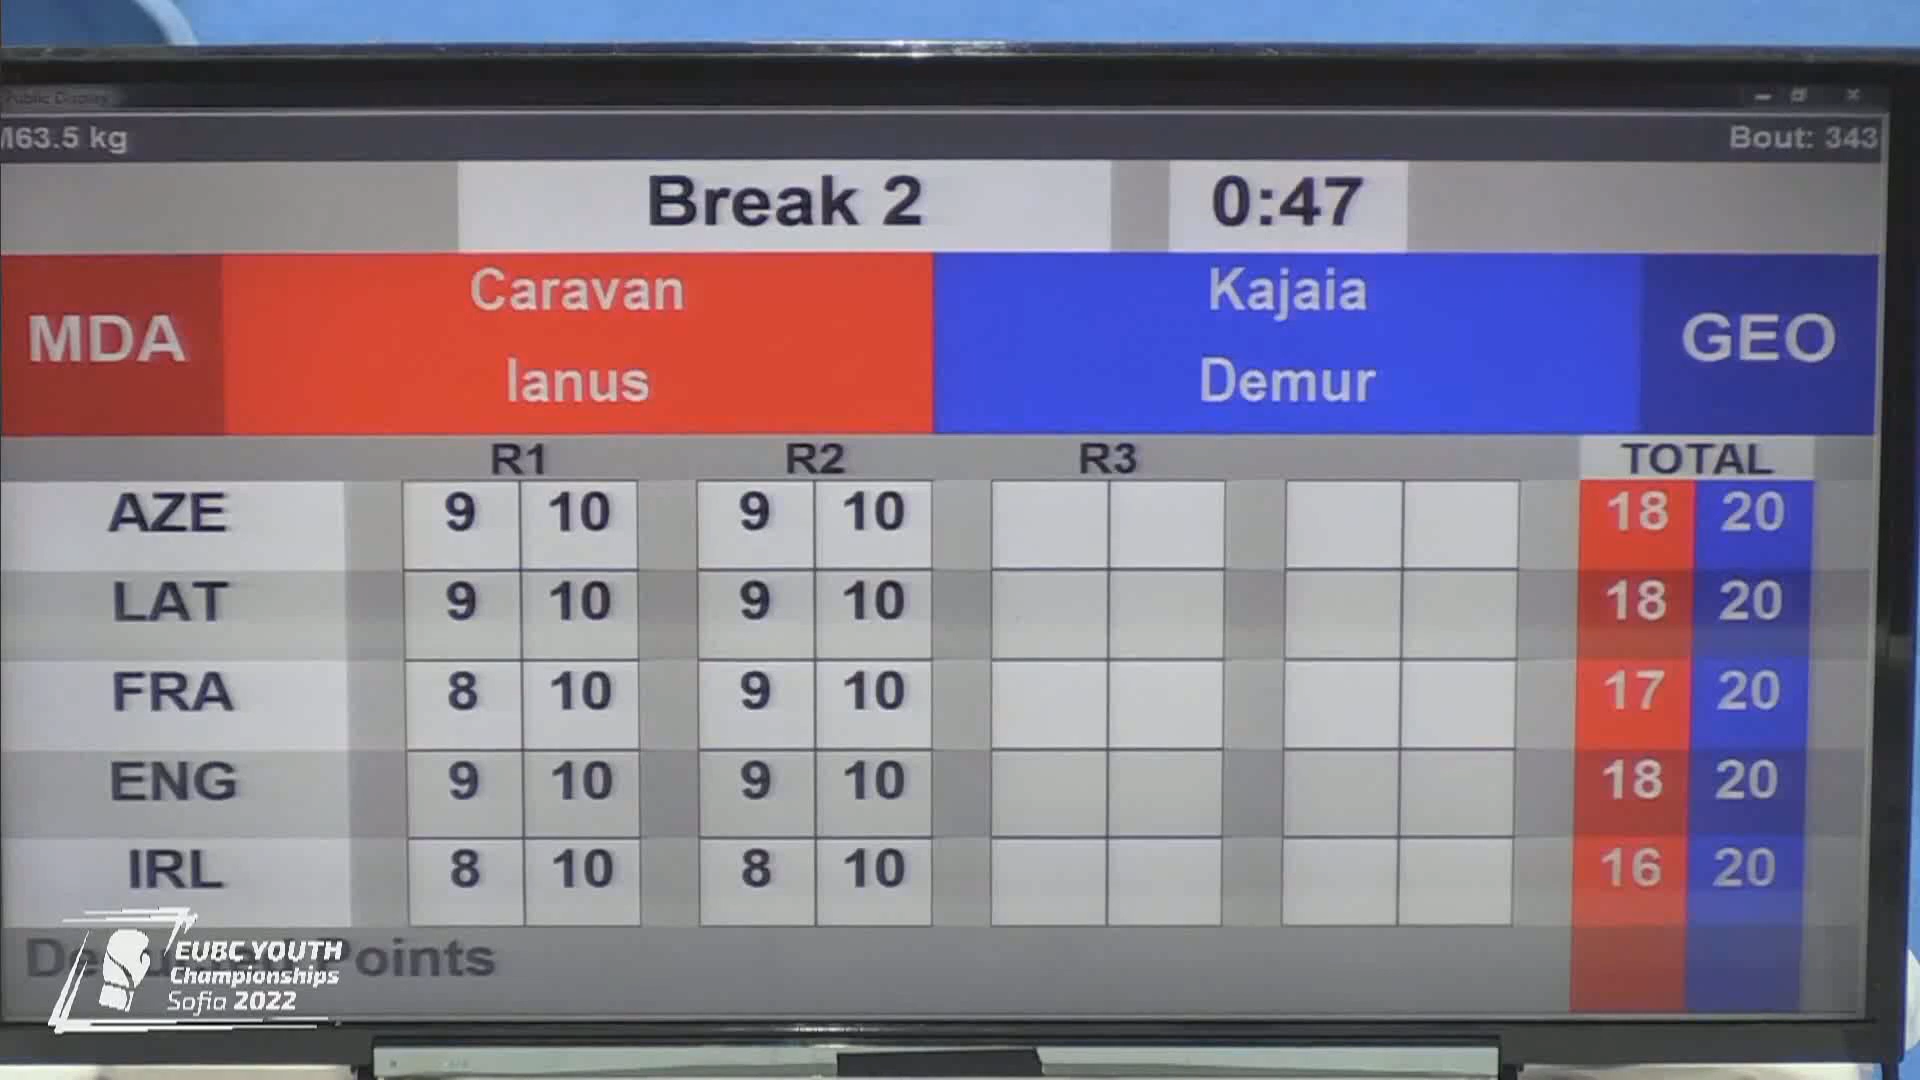 Public Display
M63.5 kg
Bout: 343
Break 2
0:47
MDA
Caravan
Ianus
Kajaia
Demur
GEO
R1 R2 R3 TOTAL
AZE 9 10 9 10 18 20
LAT 9 10 9 10 18 20
FRA 8 10 9 10 17 20
ENG 9 10 9 10 18 20
IRL 8 10 8 10 16 20
Points
EUBC YOUTH
Championships
Sofia 2022